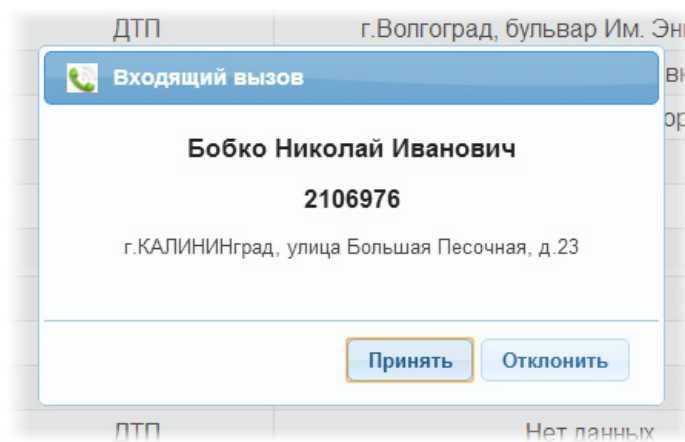 ДТП г.Волгоград, бульвар Им.
Входящий вызов
Бобко Николай Иванович
2106976
г.КАЛИНИНград, улица Большая Песочная, д.23
Принять Отклонить
ДТП Нет данных